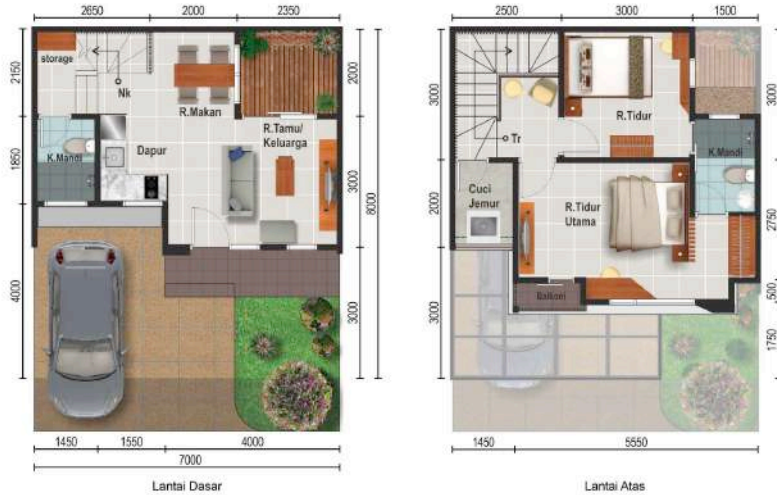 2650 2000 2350
2150
1850
4000
storage
Nk
R.Makan
K.Mandi
Dapur
R.Tamu/
Keluarga
2000
3000
3000
8000
1450 1550 4000
7000
Lantai Dasar
2500 3000 1500
3000
2000
3000
R.Tidur
Tr
K.Mandi
Cuci
Jemur
R.Tidur
Utama
Balkon
3000
2750
500
1750
1450 5550
Lantai Atas